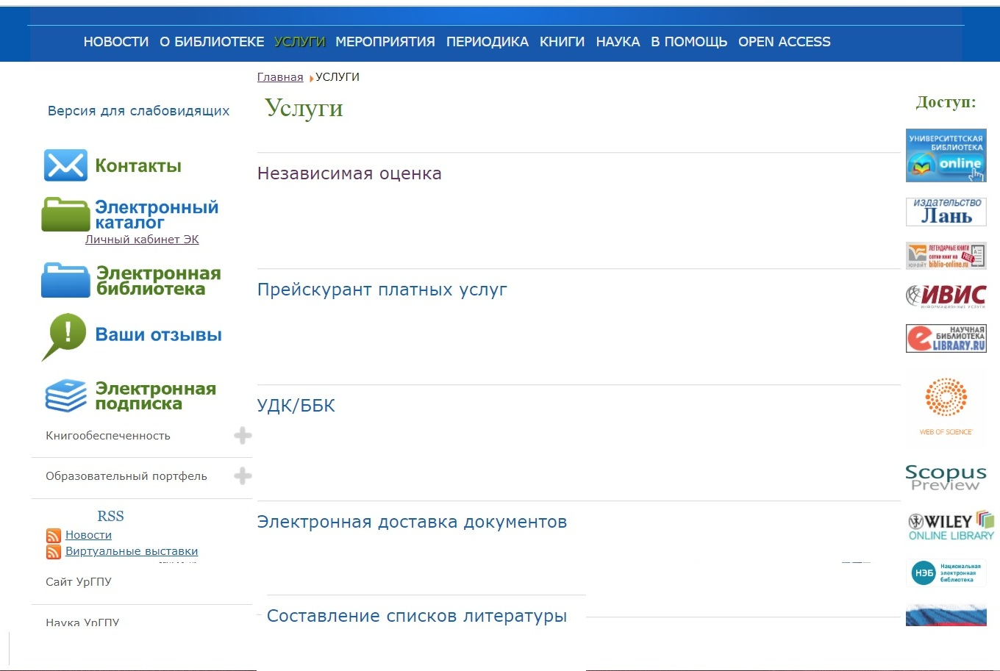 НОВОСТИ О БИБЛИОТЕКЕ УСЛУГИ МЕРОПРИЯТИЯ ПЕРИОДИКА КНИГИ НАУКА В ПОМОЩЬ OPEN ACCESS
Главная УСЛУГИ
Версия для слабовидящих
Контакты
Электронный
каталог
Личный кабинет ЭК
Электронная
библиотека
Ваши отзывы
Электронная
подписка
Книгообеспеченность
Образовательный портфель
RSS
Новости
Виртуальные выставки
Сайт УрГПУ
Наука УрГПУ
Услуги
Независимая оценка
Прейскурант платных услуг
УДК/ББК
Электронная доставка документов
Составление списков литературы
Доступ:
УНИВЕРСИТЕТСКАЯ
БИБЛИОТЕКА
online
ИЗДАТЕЛЬСТВО
Лань
ЛЕГЕНДАРНЫЕ КНИГИ
сотни книг на FREE
юрайт biblio-online.ru
ИВИС
ИНФОРМАЦИОННЫЕ УСЛУГИ
НАУЧНАЯ
БИБЛИОТЕКА
eLIBRARY.RU
WEB OF SCIENCE™
Scopus
Preview
WILEY
ONLINE LIBRARY
НЭБ
Национальная
электронная
библиотека